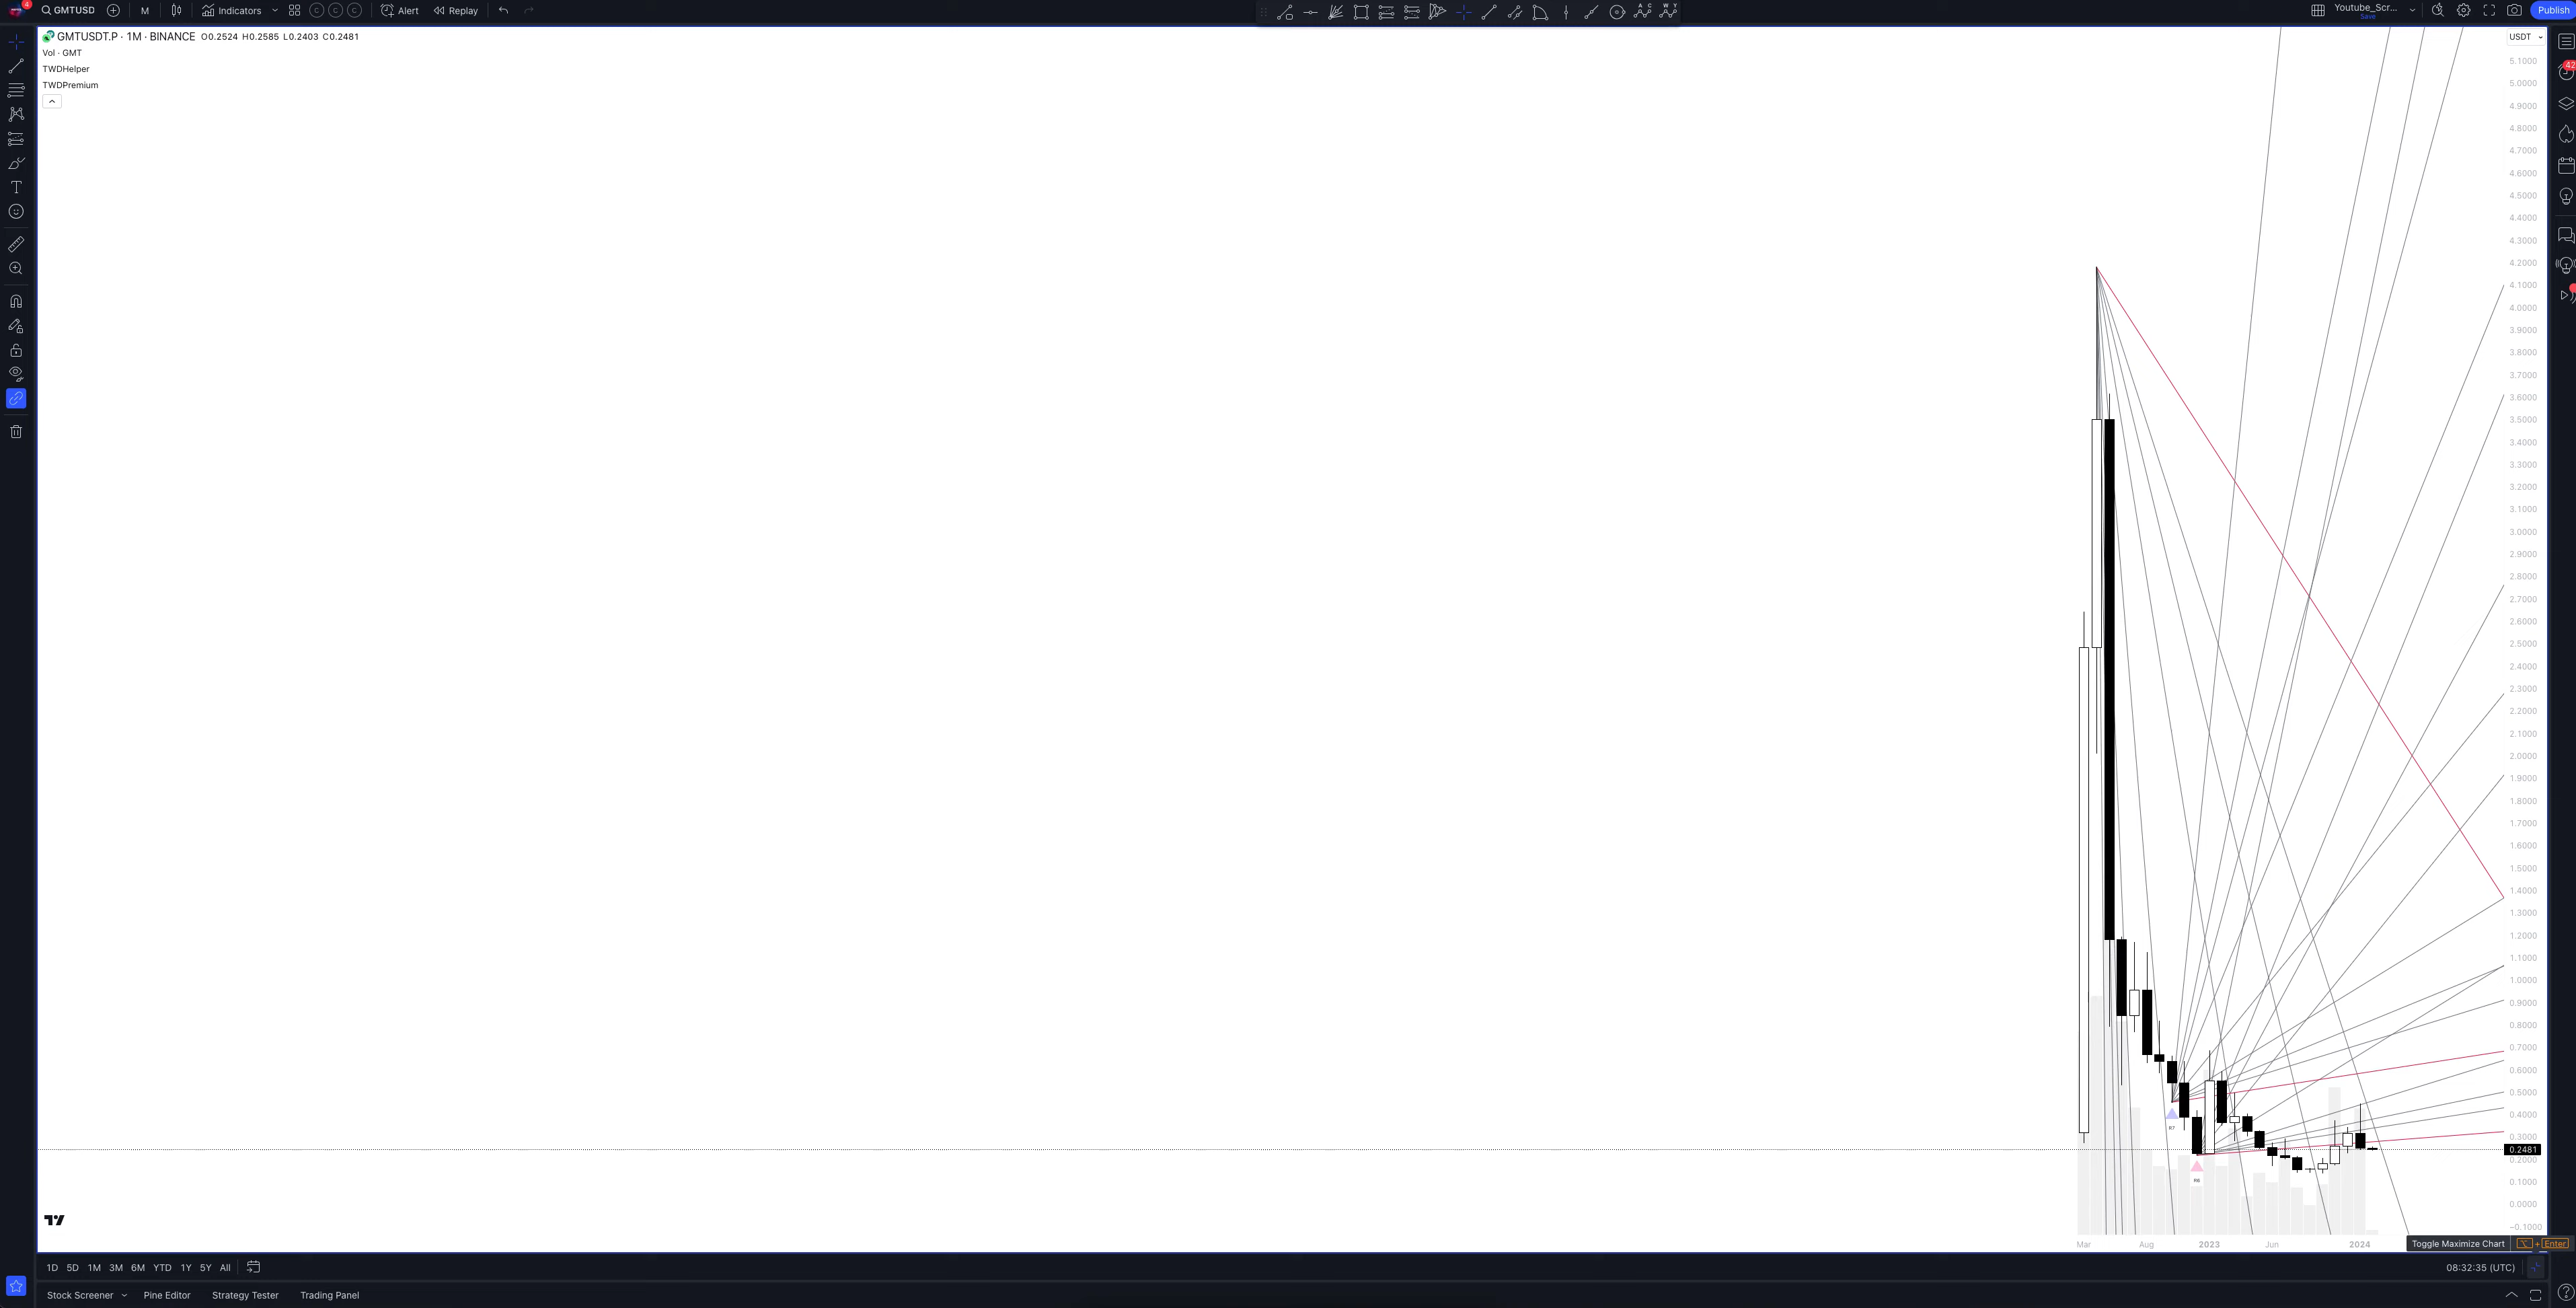 4
GMTUSD
M
Indicators
C
C
C
Alert
Replay
A C
W Y
Youtube_Scr...
Save
Publish
GMTUSDT.P · 1M · BINANCE O0.2524 H0.2585 L0.2403 C0.2481
USDT
Vol · GMT
TWDHelper
TWDPremium
42
5.1000
5.0000
4.9000
4.8000
4.7000
4.6000
4.5000
4.4000
4.3000
4.2000
4.1000
4.0000
3.9000
3.8000
3.7000
3.6000
3.5000
3.4000
3.3000
3.2000
3.1000
3.0000
2.9000
2.8000
2.7000
2.6000
2.5000
2.4000
2.3000
2.2000
2.1000
2.0000
1.9000
1.8000
1.7000
1.6000
1.5000
1.4000
1.3000
1.2000
1.1000
1.0000
0.9000
0.8000
0.7000
0.6000
0.5000
0.4000
R7
0.3000
0.2481
0.2000
R6
0.1000
0.0000
−0.1000
Mar Aug 2023 Jun 2024
Toggle Maximize Chart ⌥ + Enter
1D 5D 1M 3M 6M YTD 1Y 5Y All
08:32:35 (UTC)
Stock Screener Pine Editor Strategy Tester Trading Panel